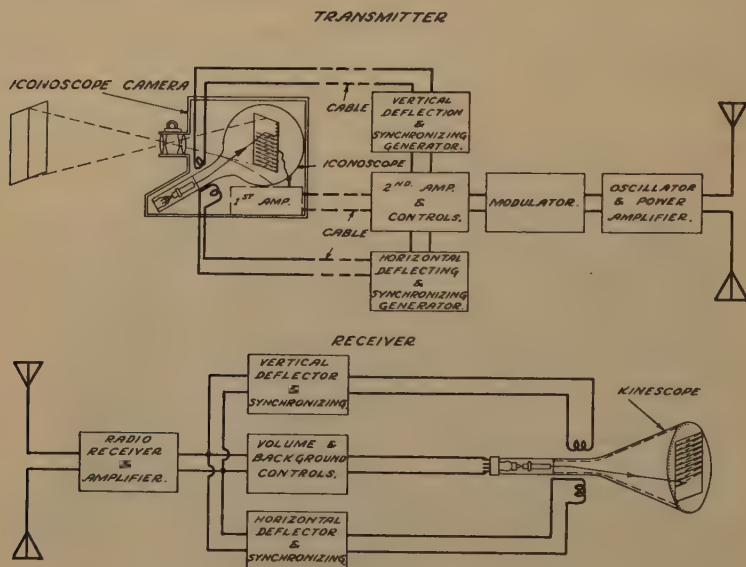 TRANSMITTER
ICONOSCOPE CAMERA
CABLE
VERTICAL
DEFLECTION
&
SYNCHRONIZING
GENERATOR.
ICONOSCOPE
1ST AMP.
2ND. AMP.
&
CONTROLS.
MODULATOR.
OSCILLATOR
& POWER
AMPLIFIER.
CABLE
HORIZONTAL
DEFLECTING
&
SYNCHRONIZING
GENERATOR.
RECEIVER
VERTICAL
DEFLECTOR
&
SYNCHRONIZING.
KINESCOPE
RADIO
RECEIVER
&
AMPLIFIER.
VOLUME &
BACKGROUND
CONTROLS.
HORIZONTAL
DEFLECTOR
&
SYNCHRONIZING